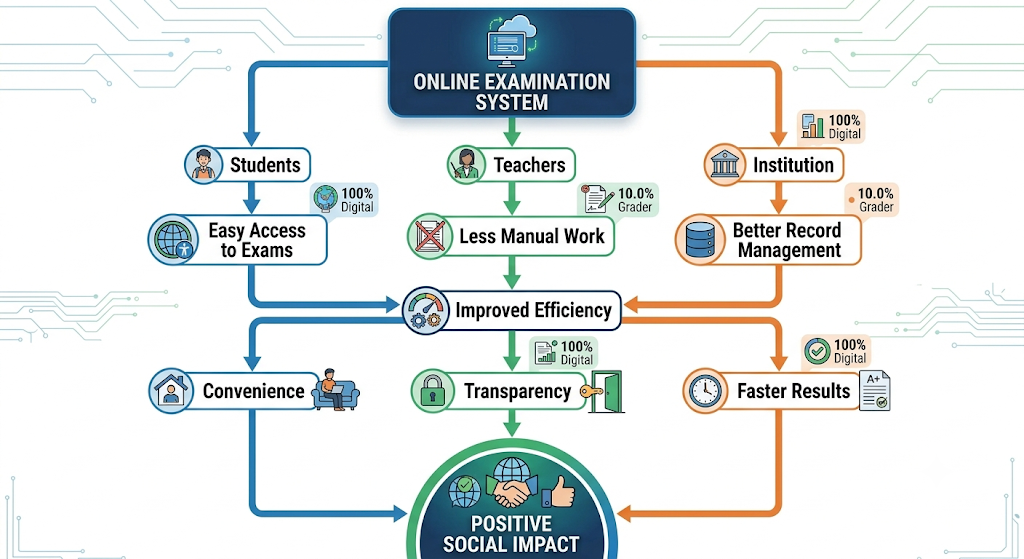 ONLINE EXAMINATION
SYSTEM
100%
Digital
Students
Teachers
Institution
100%
Digital
10.0%
Grader
10.0%
Grader
Easy Access
to Exams
Less Manual Work
Better Record
Management
Improved Efficiency
100%
Digital
100%
Digital
Convenience
Transparency
Faster Results
A+
POSITIVE
SOCIAL IMPACT